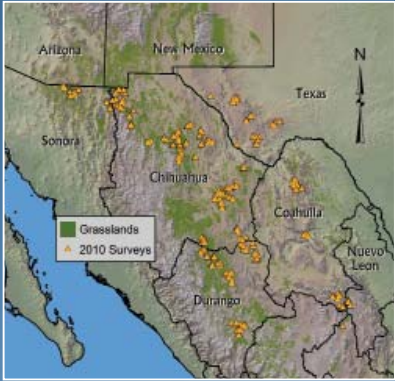 Arizona
New Mexico
N
Texas
Sonora
Chihuahua
Coahuila
Grasslands
2010 Surveys
Nuevo
Leon
Durango